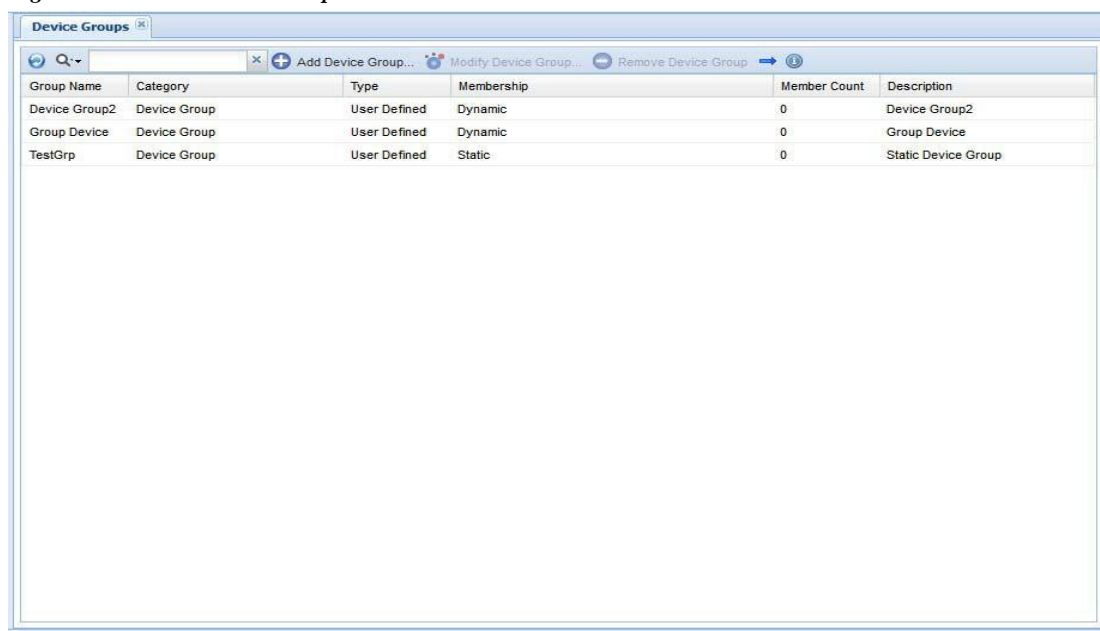 Device Groups
Add Device Group... Modify Device Group... Remove Device Group
Group Name Category Type Membership Member Count Description
Device Group2 Device Group User Defined Dynamic 0 Device Group2
Group Device Device Group User Defined Dynamic 0 Group Device
TestGrp Device Group User Defined Static 0 Static Device Group